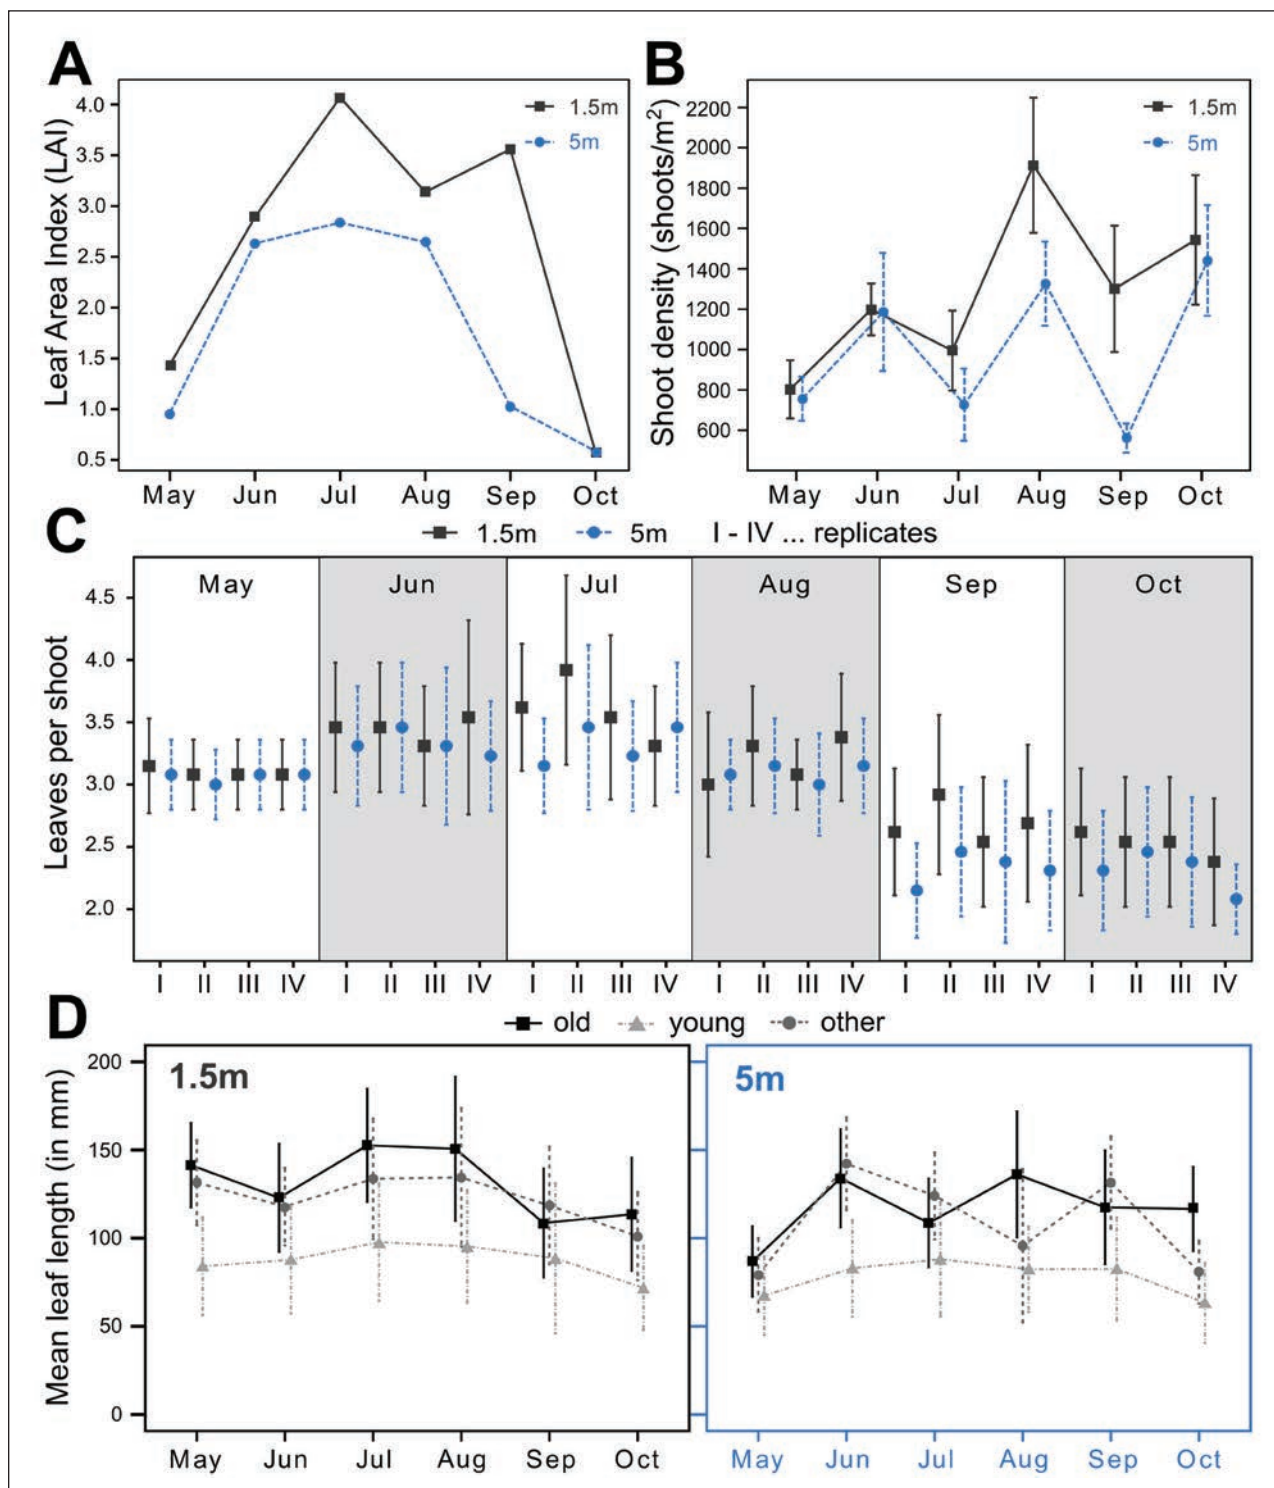 A
B
Leaf Area Index (LAI)
4.0
3.5
3.0
2.5
2.0
1.5
1.0
0.5
1.5m
5m
May Jun Jul Aug Sep Oct
Shoot density (shoots/m²)
2200
2000
1800
1600
1400
1200
1000
800
600
1.5m
5m
May Jun Jul Aug Sep Oct
C
1.5m 5m I - IV ... replicates
Leaves per shoot
4.5
4.0
3.5
3.0
2.5
2.0
May Jun Jul Aug Sep Oct
I II III IV I II III IV I II III IV I II III IV I II III IV I II III IV
D
old young other
Mean leaf length (in mm)
200
150
100
50
0
1.5m
5m
May Jun Jul Aug Sep Oct
May Jun Jul Aug Sep Oct